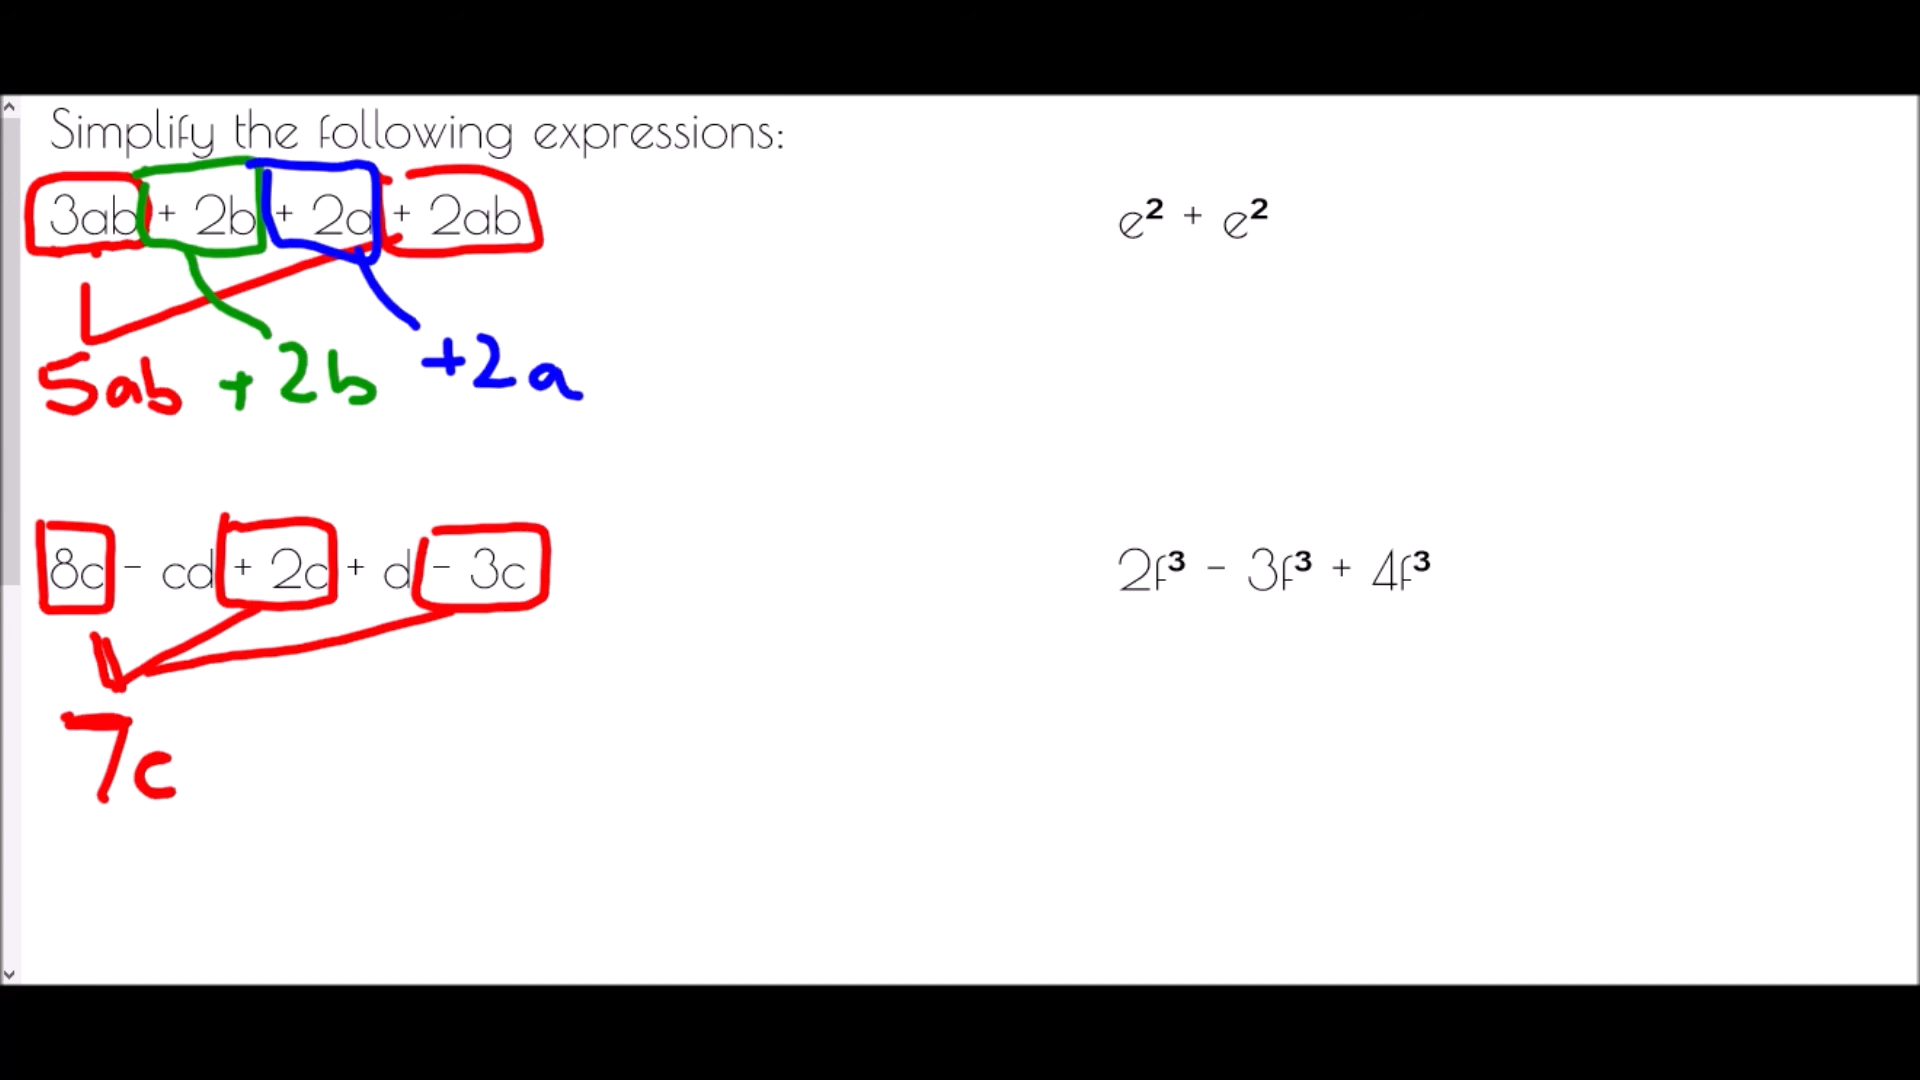 Simplify the following expressions:
3ab + 2b + 2a + 2ab
5ab + 2b + 2a
8c - cd + 2c + d - 3c
7c
e² + e²
2f³ - 3f³ + 4f³